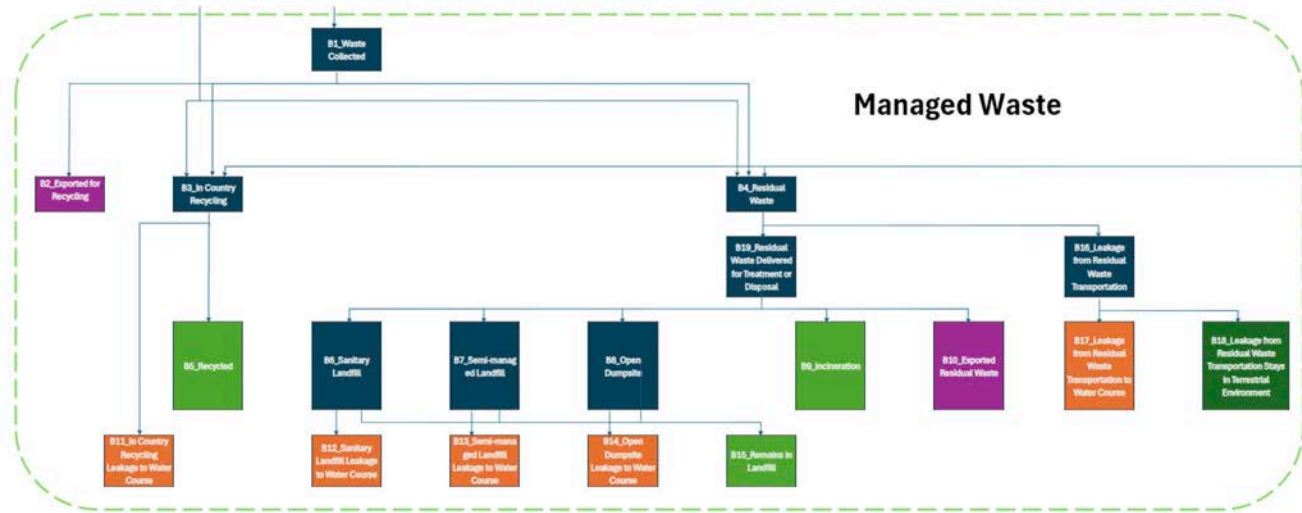 B1_Waste
Collected
Managed Waste
B2_Exported for
Recycling
B3_In Country
Recycling
B4_Residual
Waste
B19_Residual
Waste Delivered
for Treatment or
Disposal
B16_Leakage
from Residual
Waste
Transportation
B5_Recycled
B6_Sanitary
Landfill
B7_Semi-manag
ed Landfill
B8_Open
Dumpsite
B9_Incineration
B10_Exported
Residual Waste
B17_Leakage
from Residual
Waste
Transportation to
Water Course
B18_Leakage from
Residual Waste
Transportation Stays
in Terrestrial
Environment
B11_In Country
Recycling
Leakage to Water
Course
B12_Sanitary
Landfill Leakage
to Water Course
B13_Semi-mana
ged Landfill
Leakage to Water
Course
B14_Open
Dumpsite
Leakage to Water
Course
B15_Remains in
Landfill